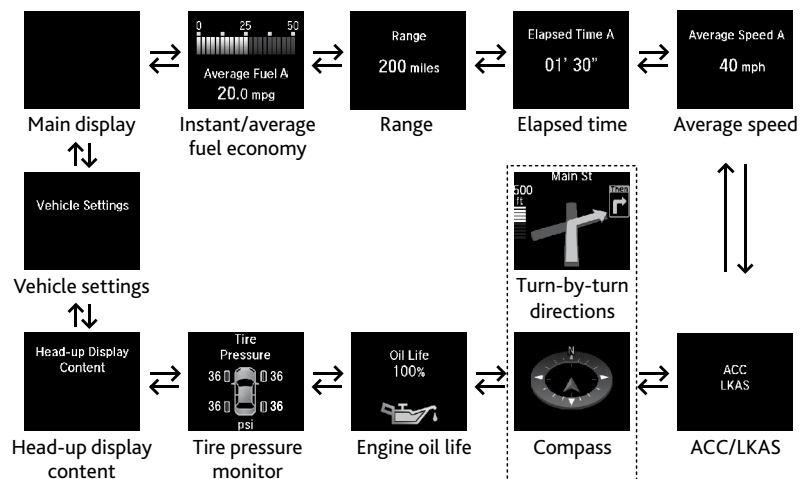 0 25 50
Average Fuel A
20.0 mpg
Range
200 miles
Elapsed Time A
01' 30"
Average Speed A
40 mph
Main display
Instant/average
fuel economy
Range
Elapsed time
Average speed
Vehicle Settings
Vehicle settings
Main St
500
ft
Then
Turn-by-turn
directions
Head-up Display
Content
Head-up display
content
Tire
Pressure
36 36
36 36
psi
Tire pressure
monitor
Oil Life
100%
Engine oil life
N
Compass
ACC
LKAS
ACC/LKAS